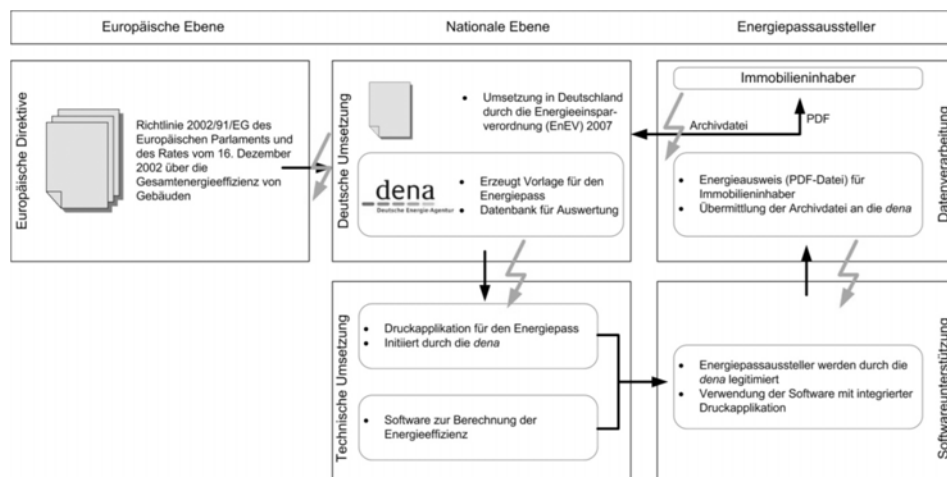 Europäische Ebene
Nationale Ebene
Energiepassaussteller
Europäische Direktive
Richtlinie 2002/91/EG des
Europäischen Parlaments und
des Rates vom 16. Dezember
2002 über die
Gesamtenergieeffizienz von
Gebäuden
Deutsche Umsetzung
• Umsetzung in Deutschland
durch die Energieeinspar-
verordnung (EnEV) 2007
dena
Deutsche Energie-Agentur
• Erzeugt Vorlage für den
Energiepass
• Datenbank für Auswertung
Immobilieninhaber
Archivdatei
PDF
• Energieausweis (PDF-Datei) für
Immobilieninhaber
• Übermittlung der Archivdatei an die dena
Datenverarbeitung
Technische Umsetzung
• Druckapplikation für den Energiepass
• Initiiert durch die dena
• Software zur Berechnung der
Energieeffizienz
• Energiepassaussteller werden durch die
dena legitimiert
• Verwendung der Software mit integrierter
Druckapplikation
Softwareunterstützung